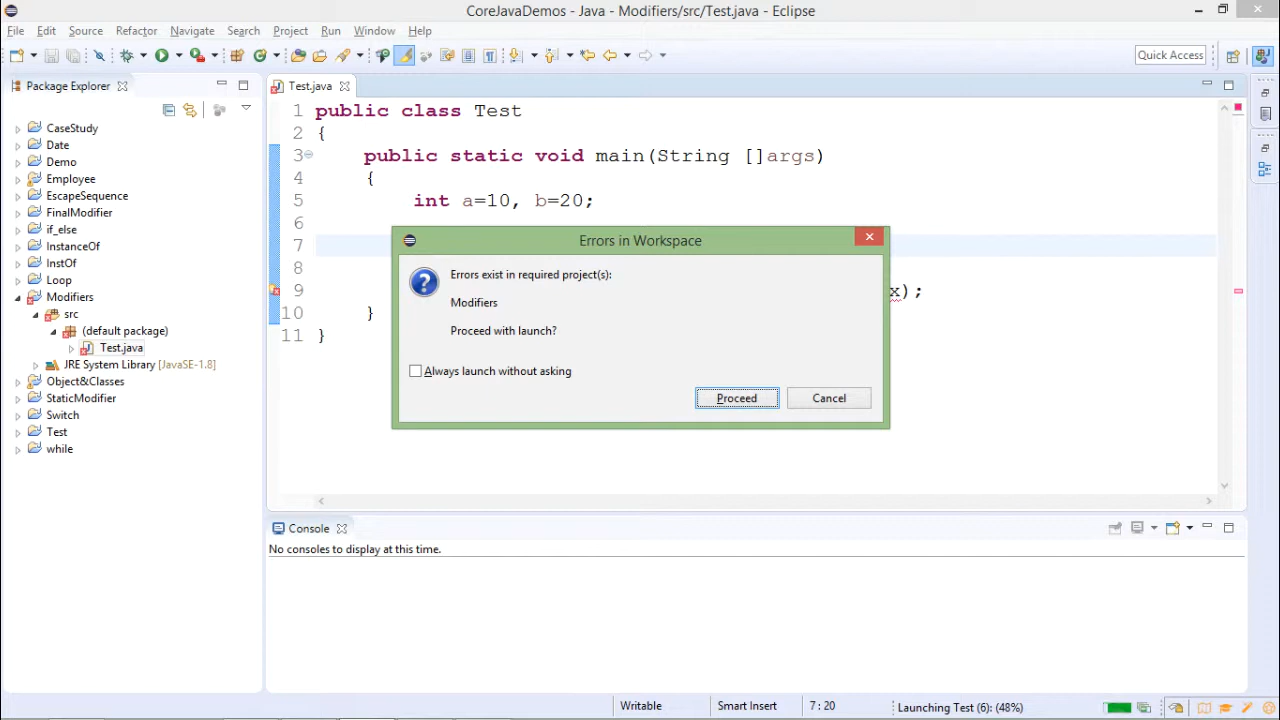 CoreJavaDemos - Java - Modifiers/src/Test.java - Eclipse
File Edit Source Refactor Navigate Search Project Run Window Help
Quick Access
Package Explorer
Test.java
CaseStudy
Date
Demo
Employee
EscapeSequence
FinalModifier
if_else
InstanceOf
InstOf
Loop
Modifiers
src
(default package)
Test.java
JRE System Library [JavaSE-1.8]
Object&Classes
StaticModifier
Switch
Test
while
1 public class Test
2 {
3 public static void main(String []args)
4 {
5 int a=10, b=20;
6
7
8
9 x);
10 }
11 }
Errors in Workspace
Errors exist in required project(s):
Modifiers
Proceed with launch?
Always launch without asking
Proceed Cancel
Console
No consoles to display at this time.
Writable Smart Insert 7 : 20 Launching Test (6): (48%)